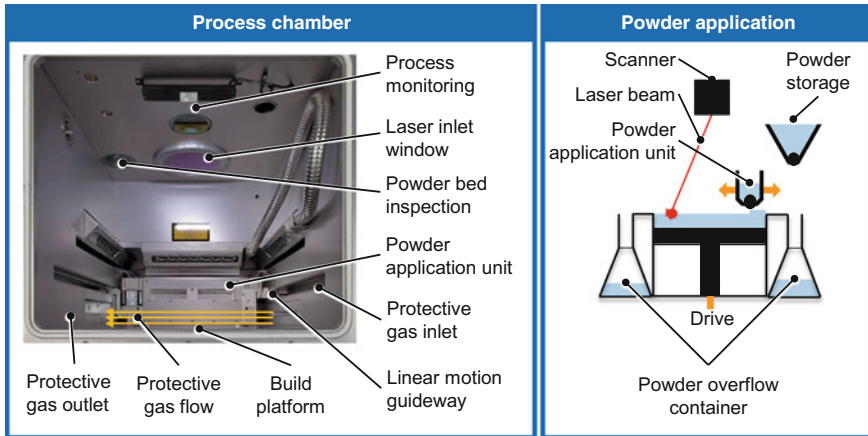 Process chamber
Process
monitoring
Laser inlet
window
Powder bed
inspection
Powder
application unit
Protective
gas inlet
Linear motion
guideway
Build
platform
Protective
gas flow
Protective
gas outlet
Powder application
Scanner
Laser beam
Powder
application unit
Powder
storage
Drive
Powder overflow
container